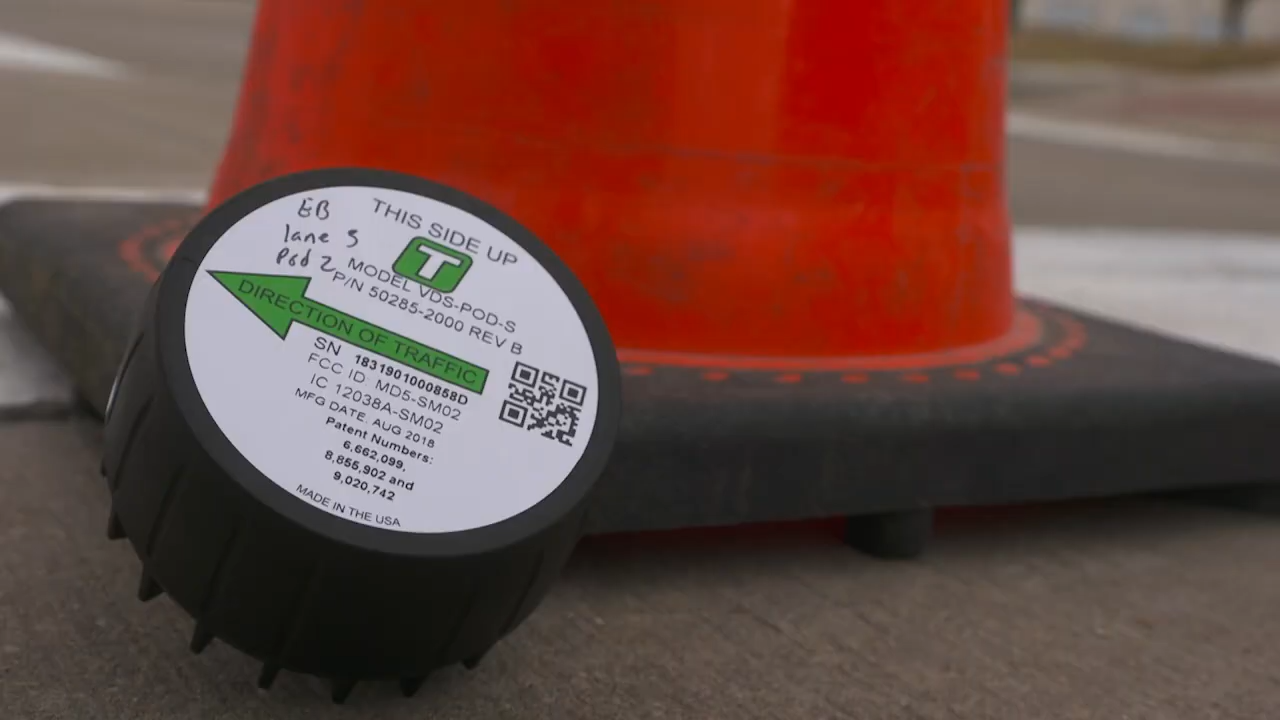 EB
lane 3
Pod 2
THIS SIDE UP
T
MODEL VDS-POD-S
P/N 50285-2000 REV B
DIRECTION OF TRAFFIC
SN 1831901000858D
FCC ID: MD5-SM02
IC 12038A-SM02
MFG DATE. AUG 2018
Patent Numbers:
6,662,099,
8,855,902 and
9,020,742
MADE IN THE USA